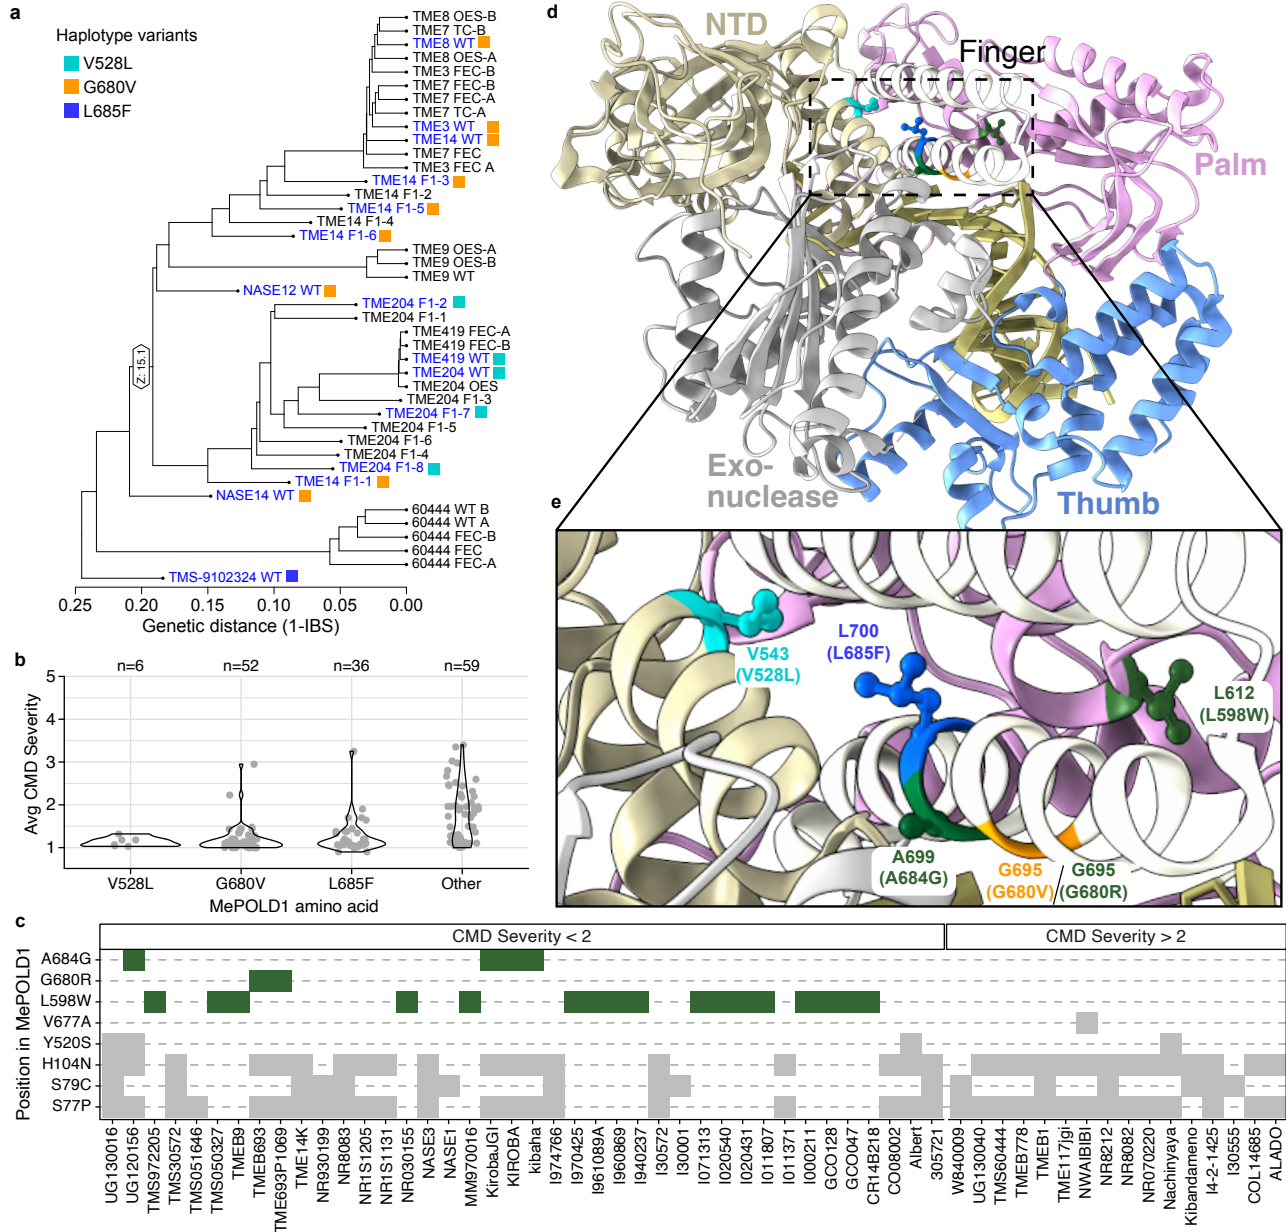 a
Haplotype variants
V528L
G680V
L685F
TME8 OES-B
TME7 TC-B
TME8 WT
TME8 OES-A
TME3 FEC-B
TME7 FEC-B
TME7 FEC-A
TME7 TC-A
TME3 WT
TME14 WT
TME7 FEC
TME3 FEC A
TME14 F1-3
TME14 F1-2
TME14 F1-5
TME14 F1-4
TME14 F1-6
TME9 OES-A
TME9 OES-B
TME9 WT
NASE12 WT
TME204 F1-2
TME204 F1-1
TME419 FEC-A
TME419 FEC-B
TME419 WT
TME204 WT
TME204 OES
TME204 F1-3
TME204 F1-7
TME204 F1-5
TME204 F1-6
TME204 F1-4
TME204 F1-8
TME14 F1-1
NASE14 WT
60444 WT B
60444 WT A
60444 FEC-B
60444 FEC
60444 FEC-A
TMS-9102324 WT
Z: 15.1
0.25 0.20 0.15 0.10 0.05 0.00
Genetic distance (1-IBS)
b
n=6 n=52 n=36 n=59
5
4
3
2
1
Avg CMD Severity
V528L G680V L685F Other
MePOLD1 amino acid
d
NTD
Finger
Palm
Exo-
nuclease
Thumb
e
V543
(V528L)
L700
(L685F)
L612
(L598W)
A699
(A684G)
G695
(G680V)
G695
(G680R)
c
CMD Severity < 2
CMD Severity > 2
Position in MePOLD1
A684G
G680R
L598W
V677A
Y520S
H104N
S79C
S77P
UG130016
UG1120156
TMS972205
TMS30572
TMS051646
TMS050327
TMEB9
TMEB693
TME693P1069
TME14K
NR930199
NR8083
NR1S1205
NR1S1131
NR030155
NASE3
NASE1
MM970016
KirobaJGI
KIROBA
kibaha
I974766
I970425
I9610889A
I960869
I940237
I30572
I30001
I071313
I020540
I020431
I011807
I011371
I000211
GCO128
GCO047
CR14B218
CO08002
Albert
305721
W840009
UG130040
TMS604444
TMEB778
TMEB1
TME117jgi
NWAIBIBI
NR8212
NR8082
NR070220
Nachinyaya
Kibandameno
I4-2-1425
I30555
COL14685
ALADO